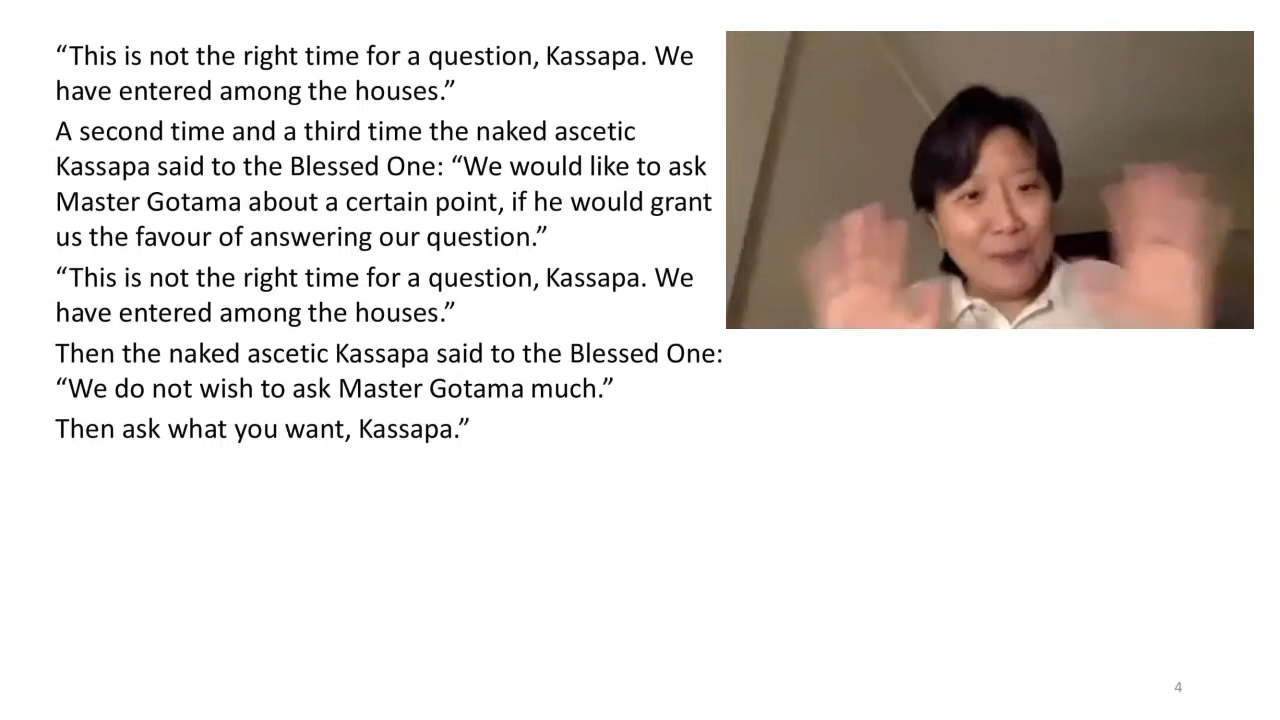 “This is not the right time for a question, Kassapa. We
have entered among the houses.”
A second time and a third time the naked ascetic
Kassapa said to the Blessed One: “We would like to ask
Master Gotama about a certain point, if he would grant
us the favour of answering our question.”
“This is not the right time for a question, Kassapa. We
have entered among the houses.”
Then the naked ascetic Kassapa said to the Blessed One:
“We do not wish to ask Master Gotama much.”
Then ask what you want, Kassapa.”
4